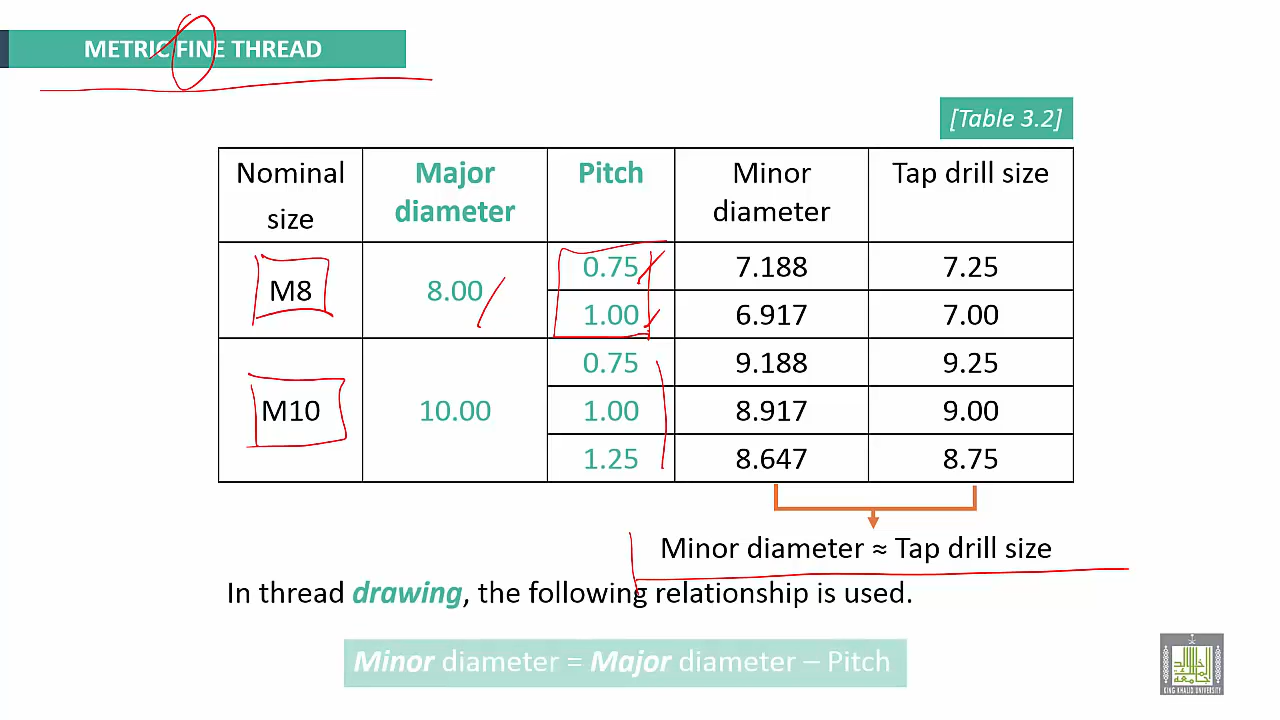 METRIC FINE THREAD
[Table 3.2]
Nominal size Major diameter Pitch Minor diameter Tap drill size
M8 8.00 0.75 7.188 7.25
1.00 6.917 7.00
M10 10.00 0.75 9.188 9.25
1.00 8.917 9.00
1.25 8.647 8.75
Minor diameter ≈ Tap drill size
In thread drawing, the following relationship is used.
Minor diameter = Major diameter – Pitch
KING KHALID UNIVERSITY